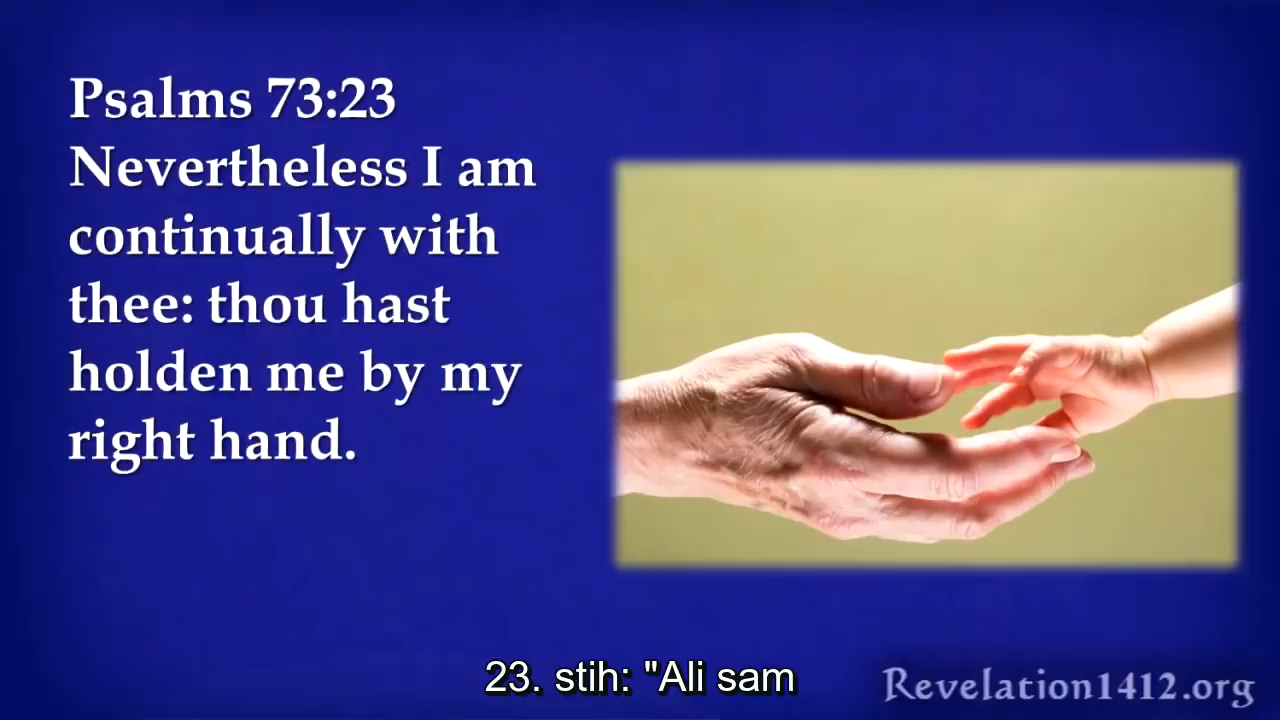 Psalms 73:23
Nevertheless I am
continually with
thee: thou hast
holden me by my
right hand.
23. stih: "Ali sam
Revelation1412.org